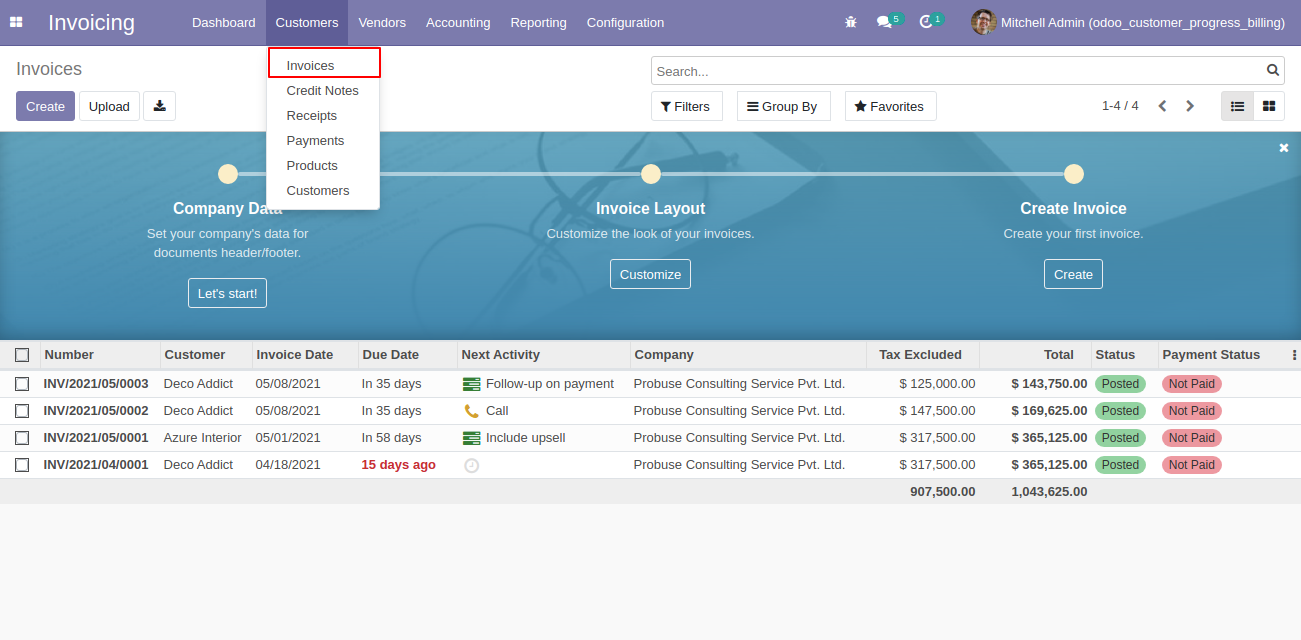 Invoicing Dashboard Customers Vendors Accounting Reporting Configuration 5 1 Mitchell Admin (odoo_customer_progress_billing)
Invoices
Search...
Create Upload
Filters Group By Favorites 1-4 / 4
Invoices
Credit Notes
Receipts
Payments
Products
Customers
Company Data
Set your company's data for
documents header/footer.
Let's start!
Invoice Layout
Customize the look of your invoices.
Customize
Create Invoice
Create your first invoice.
Create
Number Customer Invoice Date Due Date Next Activity Company Tax Excluded Total Status Payment Status
INV/2021/05/0003 Deco Addict 05/08/2021 In 35 days Follow-up on payment Probuse Consulting Service Pvt. Ltd. $ 125,000.00 $ 143,750.00 Posted Not Paid
INV/2021/05/0002 Deco Addict 05/08/2021 In 35 days Call Probuse Consulting Service Pvt. Ltd. $ 147,500.00 $ 169,625.00 Posted Not Paid
INV/2021/05/0001 Azure Interior 05/01/2021 In 58 days Include upsell Probuse Consulting Service Pvt. Ltd. $ 317,500.00 $ 365,125.00 Posted Not Paid
INV/2021/04/0001 Deco Addict 04/18/2021 15 days ago Probuse Consulting Service Pvt. Ltd. $ 317,500.00 $ 365,125.00 Posted Not Paid
907,500.00 1,043,625.00